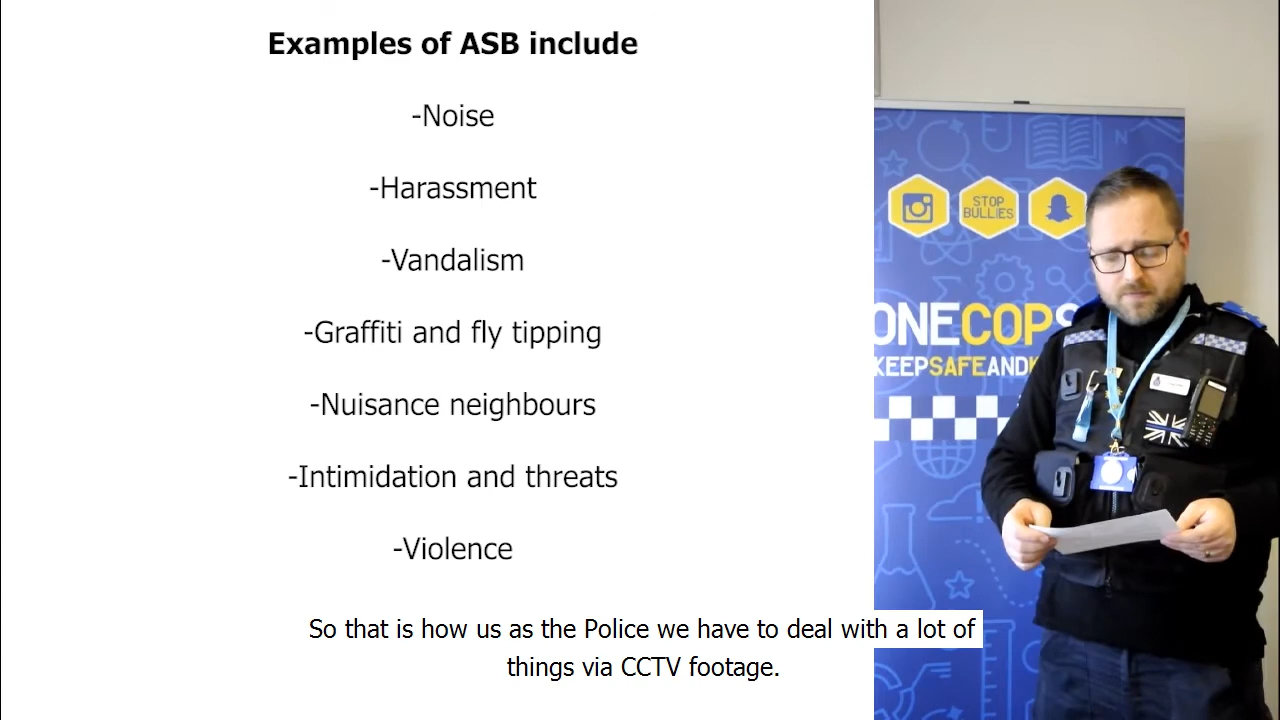 Examples of ASB include
-Noise
-Harassment
-Vandalism
-Graffiti and fly tipping
-Nuisance neighbours
-Intimidation and threats
-Violence
STOP
BULLIES
ONECOPS
KEEPSAFEAND
N
So that is how us as the Police we have to deal with a lot of
things via CCTV footage.